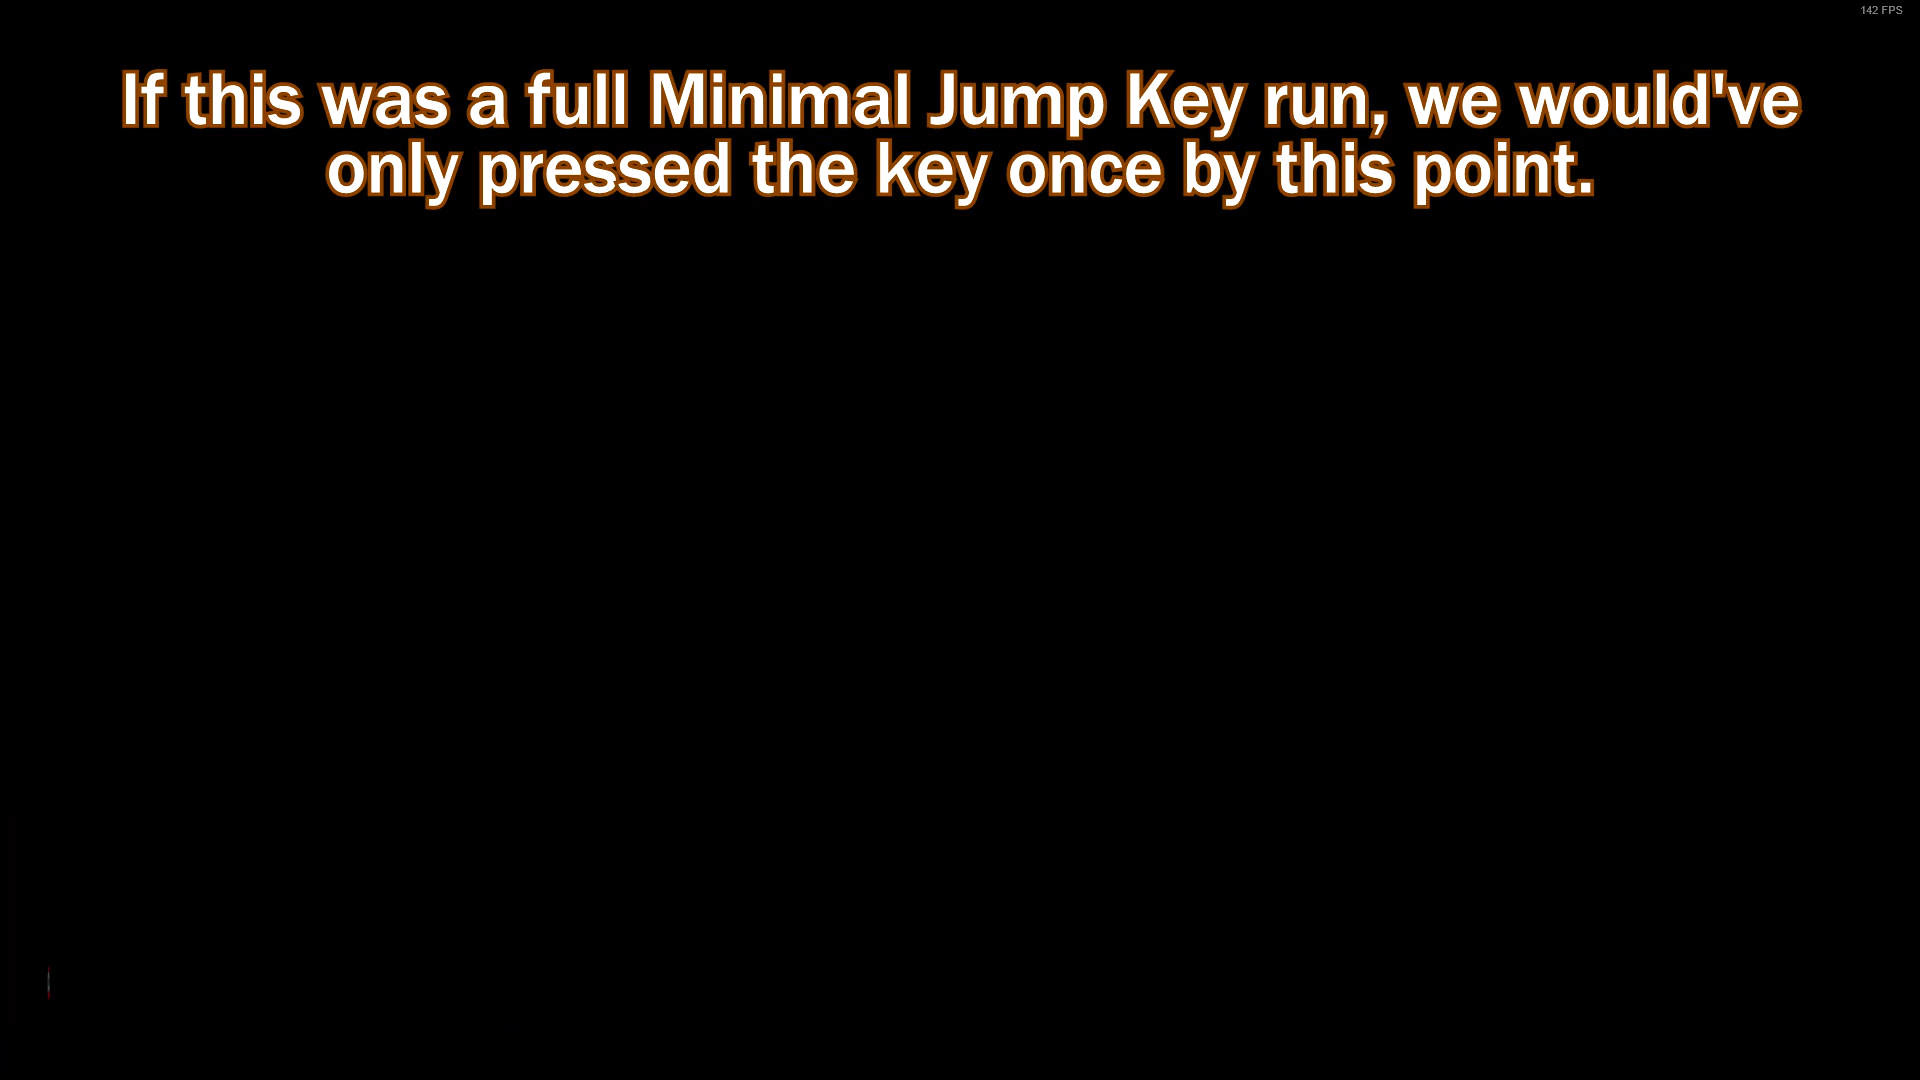 142 FPS
If this was a full Minimal Jump Key run, we would've
only pressed the key once by this point.